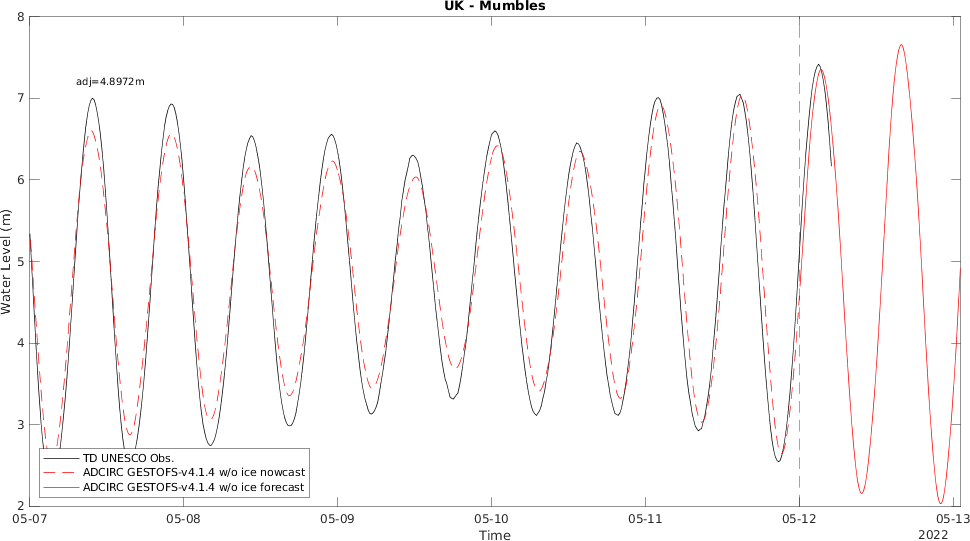 UK - Mumbles
8
adj=4.8972m
7
6
5
4
3
2
Water Level (m)
TD UNESCO Obs.
ADCIRC GESTOFS-v4.1.4 w/o ice nowcast
ADCIRC GESTOFS-v4.1.4 w/o ice forecast
05-07 05-08 05-09 05-10 05-11 05-12 05-13
Time
2022